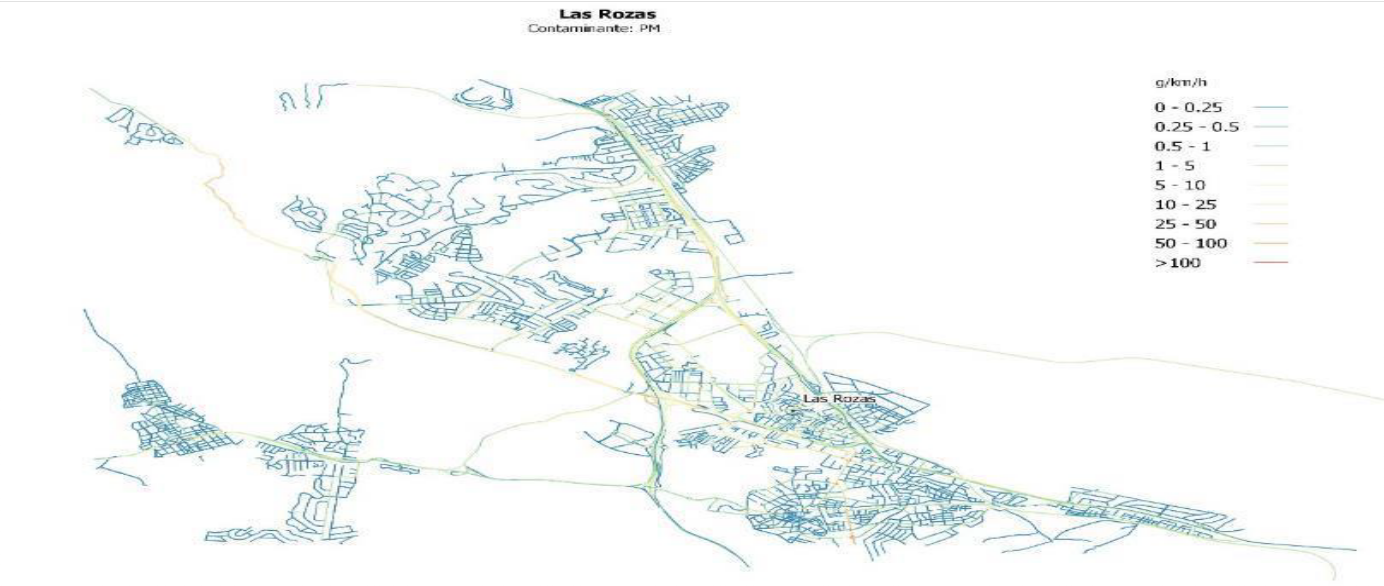 Las Rozas
Contaminante: PM
g/km/h
0 - 0.25
0.25 - 0.5
0.5 - 1
1 - 5
5 - 10
10 - 25
25 - 50
50 - 100
>100
Las Rozas